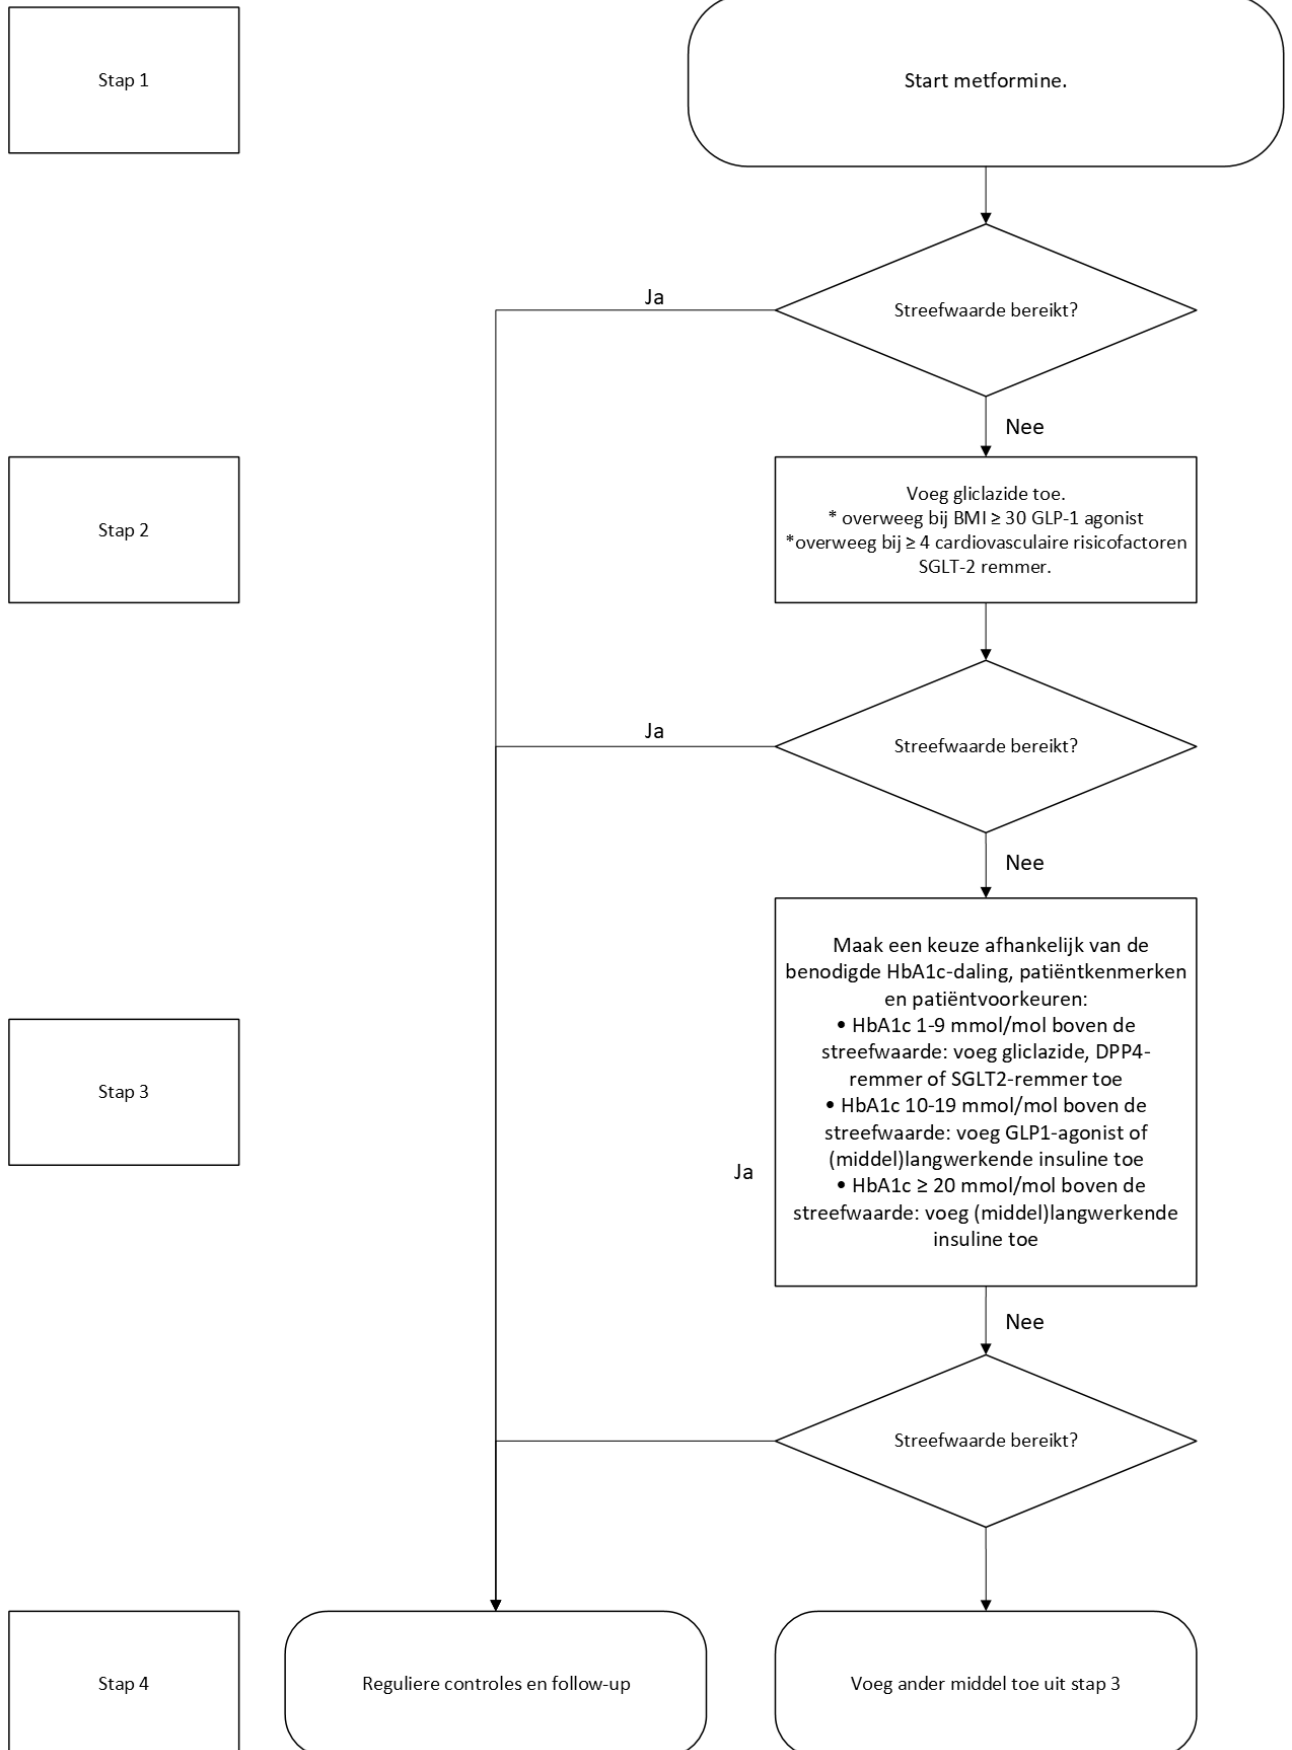 Stap 1
Start metformine.
Streefwaarde bereikt?
Ja
Nee
Stap 2
Voeg gliclazide toe.
* overweeg bij BMI ≥ 30 GLP-1 agonist
*overweeg bij ≥ 4 cardiovasculaire risicofactoren
SGLT-2 remmer.
Ja
Streefwaarde bereikt?
Nee
Stap 3
Maak een keuze afhankelijk van de
benodigde HbA1c-daling, patiëntkenmerken
en patiëntvoorkeuren:
• HbA1c 1-9 mmol/mol boven de
streefwaarde: voeg gliclazide, DPP4-
remmer of SGLT2-remmer toe
• HbA1c 10-19 mmol/mol boven de
streefwaarde: voeg GLP1-agonist of
(middel)langwerkende insuline toe
• HbA1c ≥ 20 mmol/mol boven de
streefwaarde: voeg (middel)langwerkende
insuline toe
Ja
Nee
Streefwaarde bereikt?
Stap 4
Reguliere controles en follow-up
Voeg ander middel toe uit stap 3